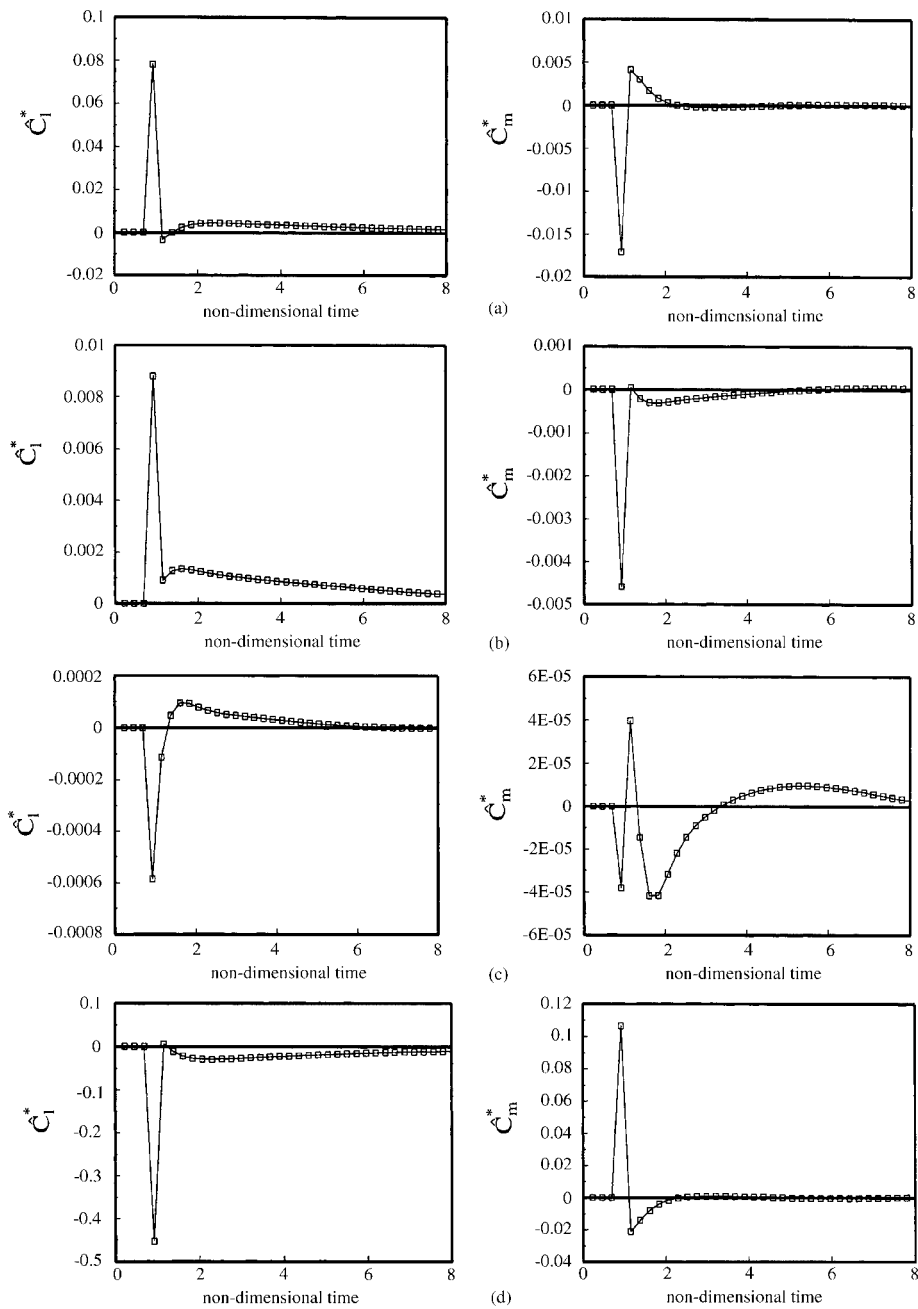 0.1
0.08
0.06
0.04
0.02
0
-0.02
Ĉ*l
0 2 4 6 8
non-dimensional time
0.01
0.005
0
-0.005
-0.01
-0.015
-0.02
Ĉ*m
0 2 4 6 8
non-dimensional time
(a)
0.01
0.008
0.006
0.004
0.002
0
Ĉ*l
0 2 4 6 8
non-dimensional time
0.001
0
-0.001
-0.002
-0.003
-0.004
-0.005
Ĉ*m
0 2 4 6 8
non-dimensional time
(b)
0.0002
0
-0.0002
-0.0004
-0.0006
-0.0008
Ĉ*l
0 2 4 6 8
non-dimensional time
6E-05
4E-05
2E-05
0
-2E-05
-4E-05
-6E-05
Ĉ*m
0 2 4 6 8
non-dimensional time
(c)
0.1
0
-0.1
-0.2
-0.3
-0.4
-0.5
Ĉ*l
0 2 4 6 8
non-dimensional time
0.12
0.1
0.08
0.06
0.04
0.02
0
-0.02
-0.04
Ĉ*m
0 2 4 6 8
non-dimensional time
(d)